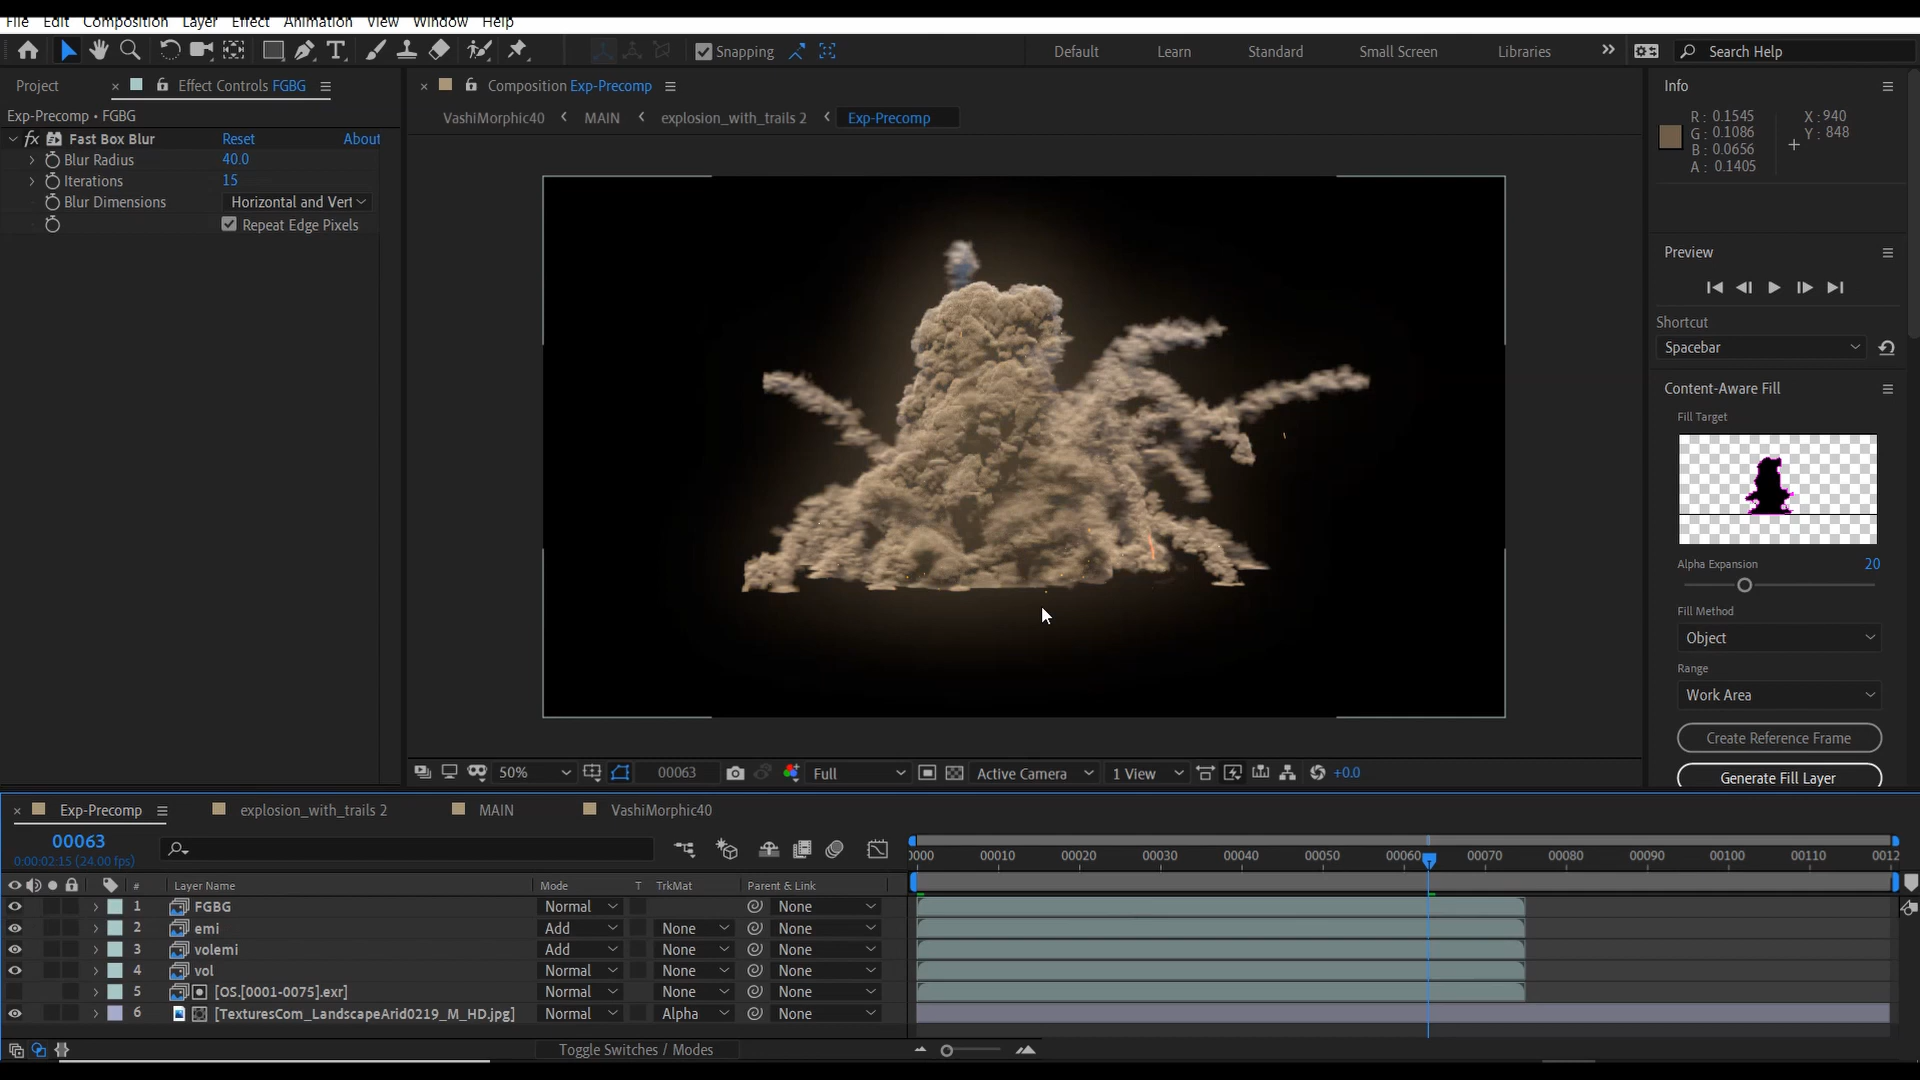 File Edit Composition Layer Effect Animation View Window Help
Snapping Default Learn Standard Small Screen Libraries Search Help
Project Effect Controls FGBG
Exp-Precomp • FGBG
Fast Box Blur Reset About
Blur Radius 40.0
Iterations 15
Blur Dimensions Horizontal and Vert
Repeat Edge Pixels
Composition Exp-Precomp
VashiMorphic40 MAIN explosion_with_trails 2 Exp-Precomp
50% 00063 Full Active Camera 1 View +0.0
Info
R: 0.1545 X: 940
G: 0.1086 Y: 848
B: 0.0656
A: 0.1405
Preview
Shortcut
Spacebar
Content-Aware Fill
Fill Target
Alpha Expansion 20
Fill Method
Object
Range
Work Area
Create Reference Frame
Generate Fill Layer
Exp-Precomp explosion_with_trails 2 MAIN VashiMorphic40
00063
0:00:02:15 (24.00 fps)
0000 00010 00020 00030 00040 00050 00060 00070 00080 00090 00100 00110 0012
# Layer Name Mode T TrkMat Parent & Link
1 FGBG Normal None
2 emi Add None None
3 volemi Add None None
4 vol Normal None None
5 [OS.[0001-0075].exr] Normal None None
6 [TexturesCom_LandscapeArid0219_M_HD.jpg] Normal Alpha None
Toggle Switches / Modes